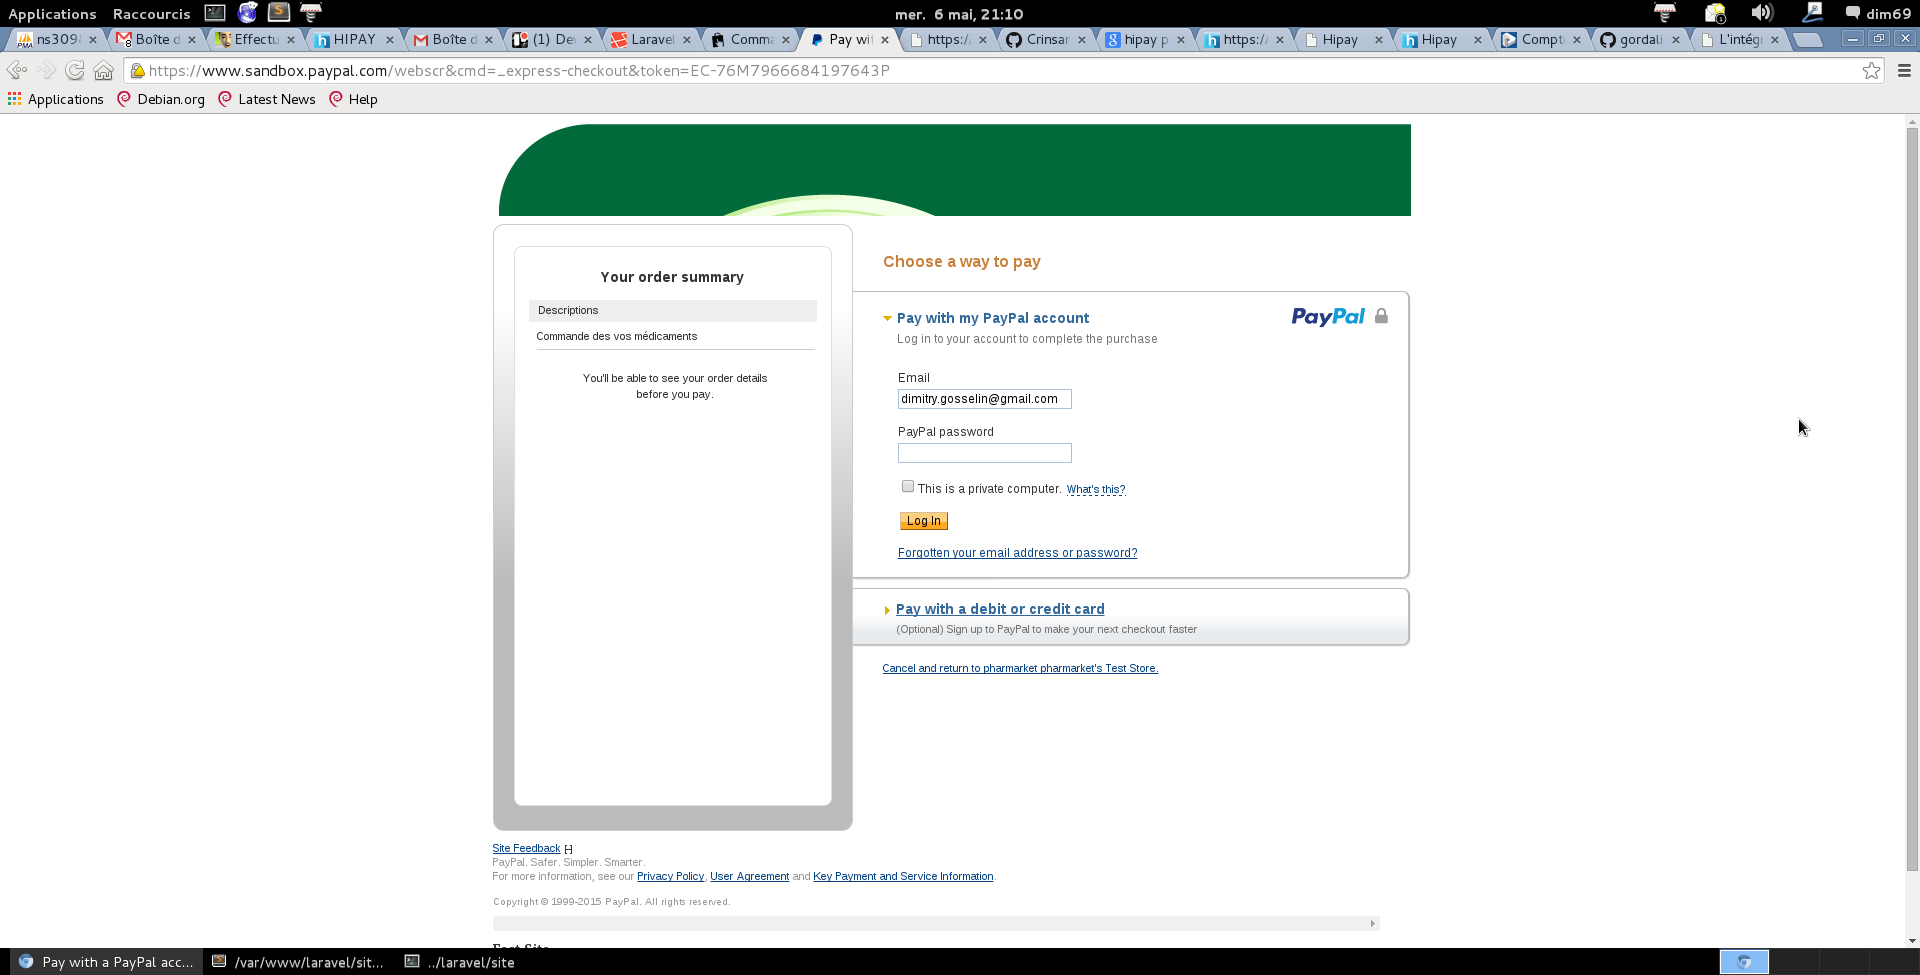 Applications Raccourcis mer. 6 mai, 21:10 dim69
ns309 Boîte d Effectu HIPAY Boîte d (1) De Laravel Comma Pay wit https:/ Crinsar hipay p https:/ Hipay Hipay Compt gordali L'intég
https://www.sandbox.paypal.com/webscr&cmd=_express-checkout&token=EC-76M7966684197643P
Applications Debian.org Latest News Help
Your order summary
Descriptions
Commande des vos médicaments
You'll be able to see your order details
before you pay.
Choose a way to pay
Pay with my PayPal account
PayPal
Log in to your account to complete the purchase
Email
dimitry.gosselin@gmail.com
PayPal password
This is a private computer. What's this?
Log In
Forgotten your email address or password?
Pay with a debit or credit card
(Optional) Sign up to PayPal to make your next checkout faster
Cancel and return to pharmarket pharmarket's Test Store.
Site Feedback [-]
PayPal. Safer. Simpler. Smarter.
For more information, see our Privacy Policy, User Agreement and Key Payment and Service Information.
Copyright © 1999-2015 PayPal. All rights reserved.
Pay with a PayPal acc... /var/www/laravel/sit... ../laravel/site